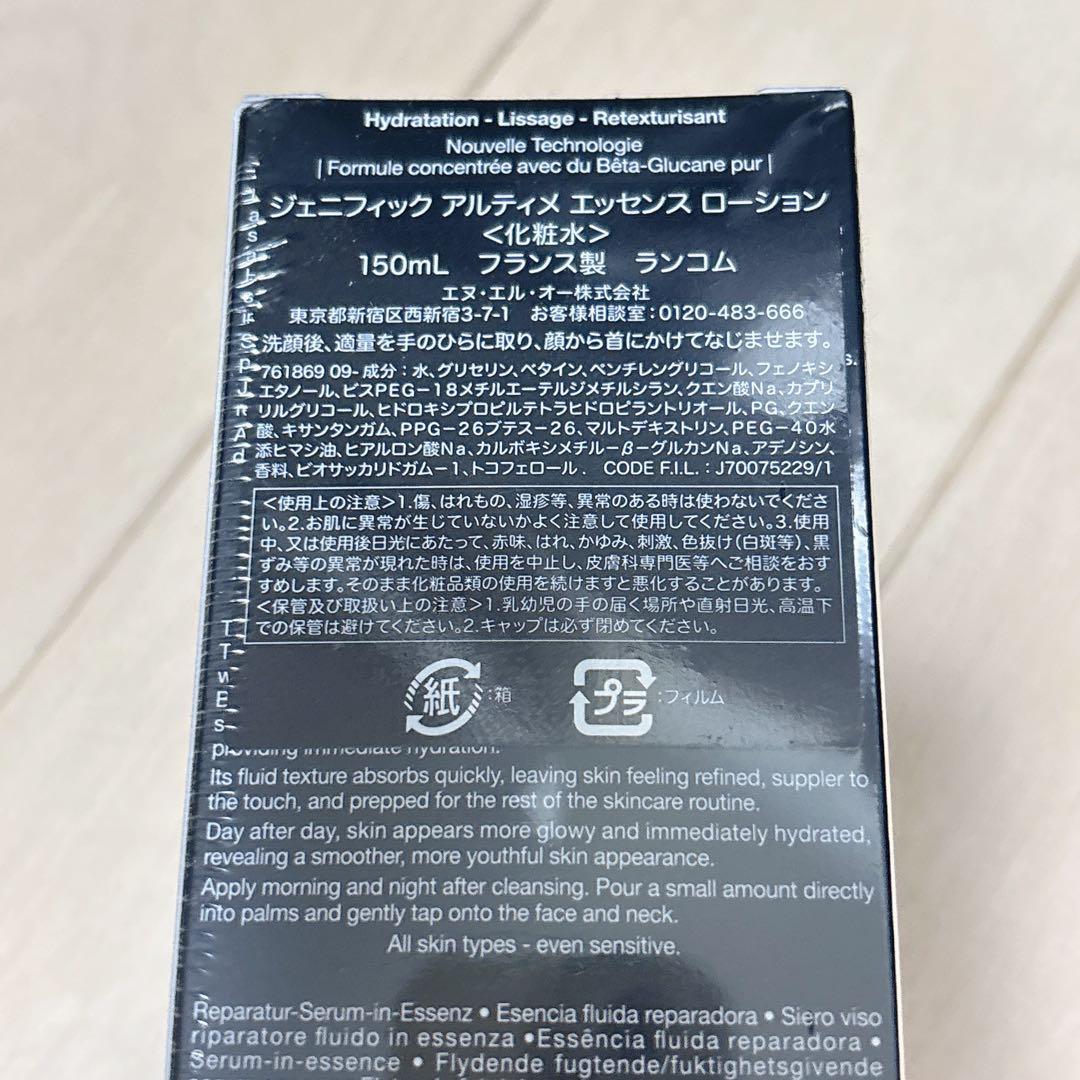 Hydratation - Lissage - Retexturisant
Nouvelle Technologie
| Formule concentrée avec du Bêta-Glucane pur |
ジェニフィック アルティメ エッセンス ローション
<化粧水>
150mL フランス製 ランコム
エヌ・エル・オー株式会社
東京都新宿区西新宿3-7-1 お客様相談室:0120-483-666
洗顔後、適量を手のひらに取り、顔から首にかけてなじませます。
761869 09- 成分:水、グリセリン、ベタイン、ペンチレングリコール、フェノキシ
エタノール、ビスPEG-18メチルエーテルジメチルシラン、クエン酸Na、カプリ
リルグリコール、ヒドロキシプロピルテトラヒドロピラントリオール、PG、クエン
酸、キサンタンガム、PPG-26ブテス-26、マルトデキストリン、PEG-40水
添ヒマシ油、ヒアルロン酸Na、カルボキシメチル-β-グルカンNa、アデノシン、
香料、ビオサッカリドガム-1、トコフェロール. CODE F.I.L. : J70075229/1
<使用上の注意>1.傷、はれもの、湿疹等、異常のある時は使わないでくださ
い。2.お肌に異常が生じていないかよく注意して使用してください。3.使用
中、又は使用後日光にあたって、赤味、はれ、かゆみ、刺激、色抜け(白斑等)、黒
ずみ等の異常が現れた時は、使用を中止し、皮膚科専門医等へご相談をおす
すめします。そのまま化粧品類の使用を続けますと悪化することがあります。
<保管及び取扱い上の注意>1.乳幼児の手の届く場所や直射日光、高温下
での保管は避けてください。2.キャップは必ず閉めてください。
紙 :箱 プラ :フィルム
providing immediate hydration.
Its fluid texture absorbs quickly, leaving skin feeling refined, suppler to
the touch, and prepped for the rest of the skincare routine.
Day after day, skin appears more glowy and immediately hydrated,
revealing a smoother, more youthful skin appearance.
Apply morning and night after cleansing. Pour a small amount directly
into palms and gently tap onto the face and neck.
All skin types - even sensitive.
Reparatur-Serum-in-Essenz • Esencia fluida reparadora • Siero viso
riparatore fluido in essenza •Essência fluida reparadora •
Serum-in-essence • Flydende fugtende/fuktighetsgivende